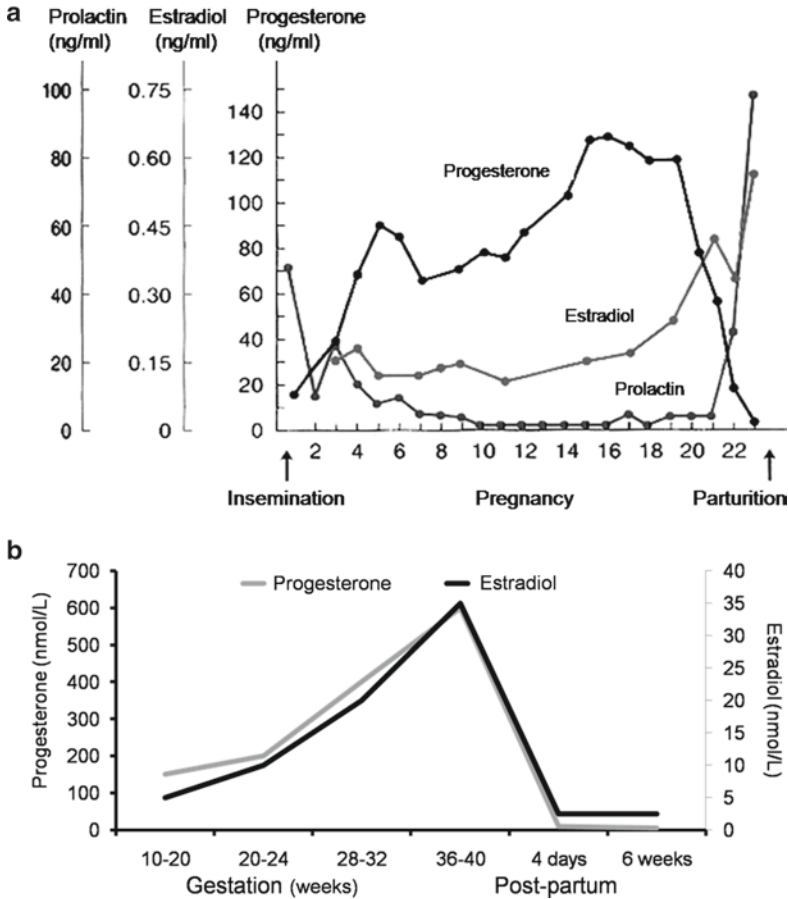 a
Prolactin Estradiol Progesterone
(ng/ml) (ng/ml) (ng/ml)
100 0.75 140
80 0.60 120
60 0.45 100
40 0.30 80
20 0.15 60
0 0 40
20
0
Progesterone
Estradiol
Prolactin
2 4 6 8 10 12 14 16 18 20 22
Insemination Pregnancy Parturition
b
700 40
600 35
500 30
400 25
300 20
200 15
100 10
0 5
0
Progesterone Estradiol
Progesterone (nmol/L)
Estradiol (nmol/L)
10-20 20-24 28-32 36-40 4 days 6 weeks
Gestation (weeks) Post-partum